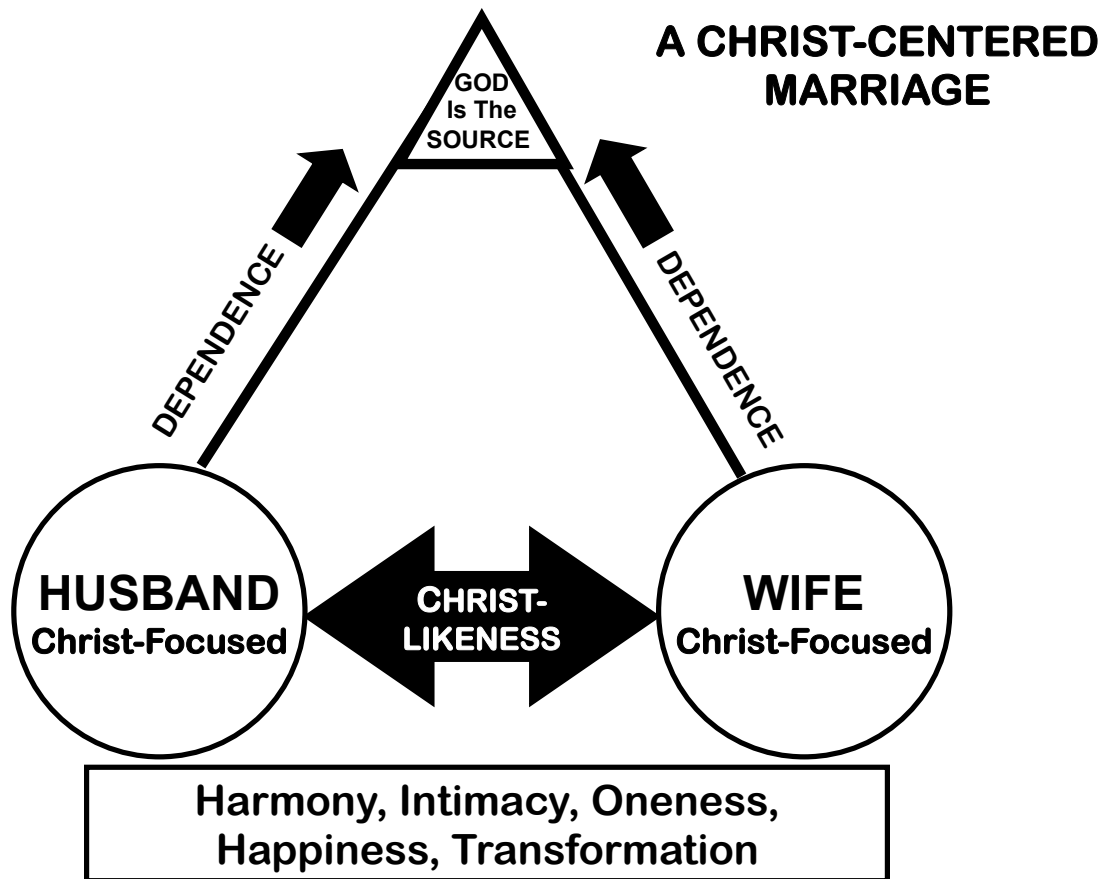 A CHRIST-CENTERED
MARRIAGE
GOD
Is The
SOURCE
DEPENDENCE
DEPENDENCE
HUSBAND
Christ-Focused
CHRIST-
LIKENESS
WIFE
Christ-Focused
Harmony, Intimacy, Oneness,
Happiness, Transformation